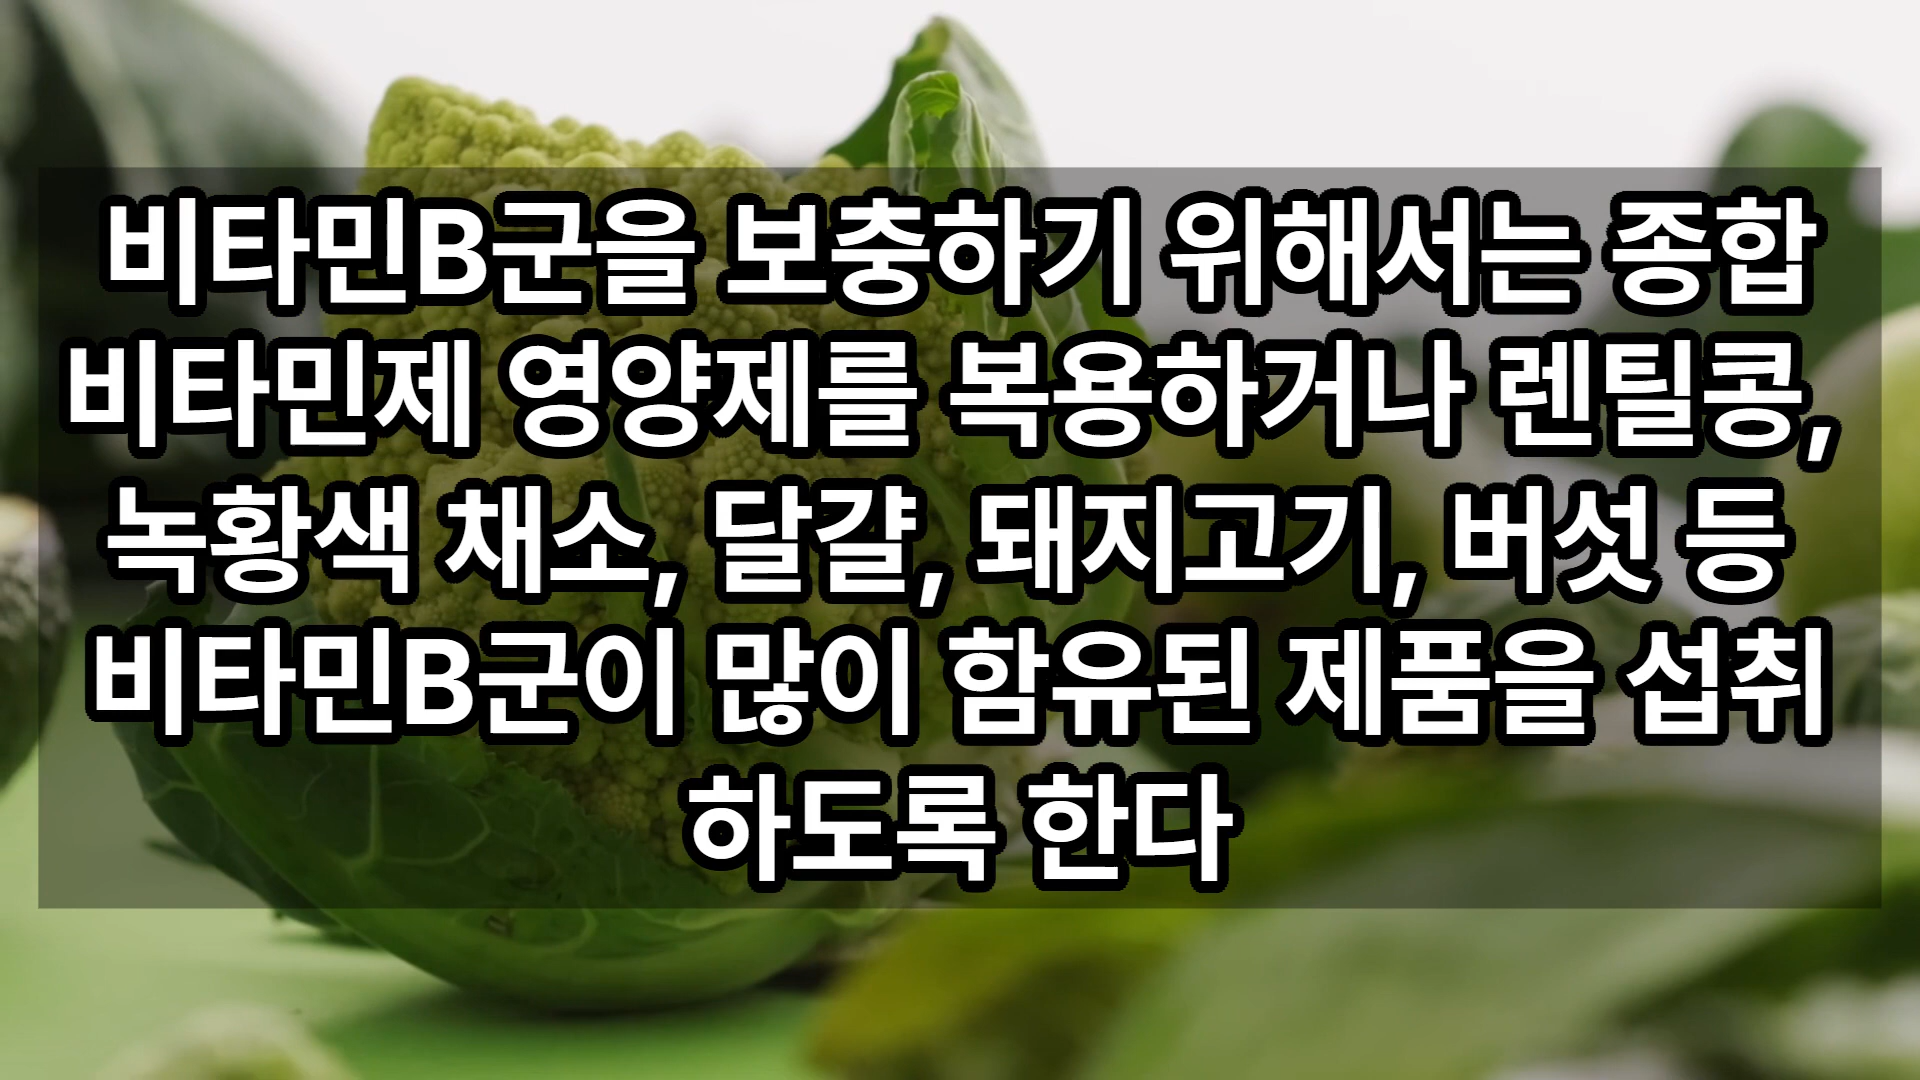 비타민B군을 보충하기 위해서는 종합
비타민제 영양제를 복용하거나 렌틸콩,
녹황색 채소, 달걀, 돼지고기, 버섯 등
비타민B군이 많이 함유된 제품을 섭취
하도록 한다